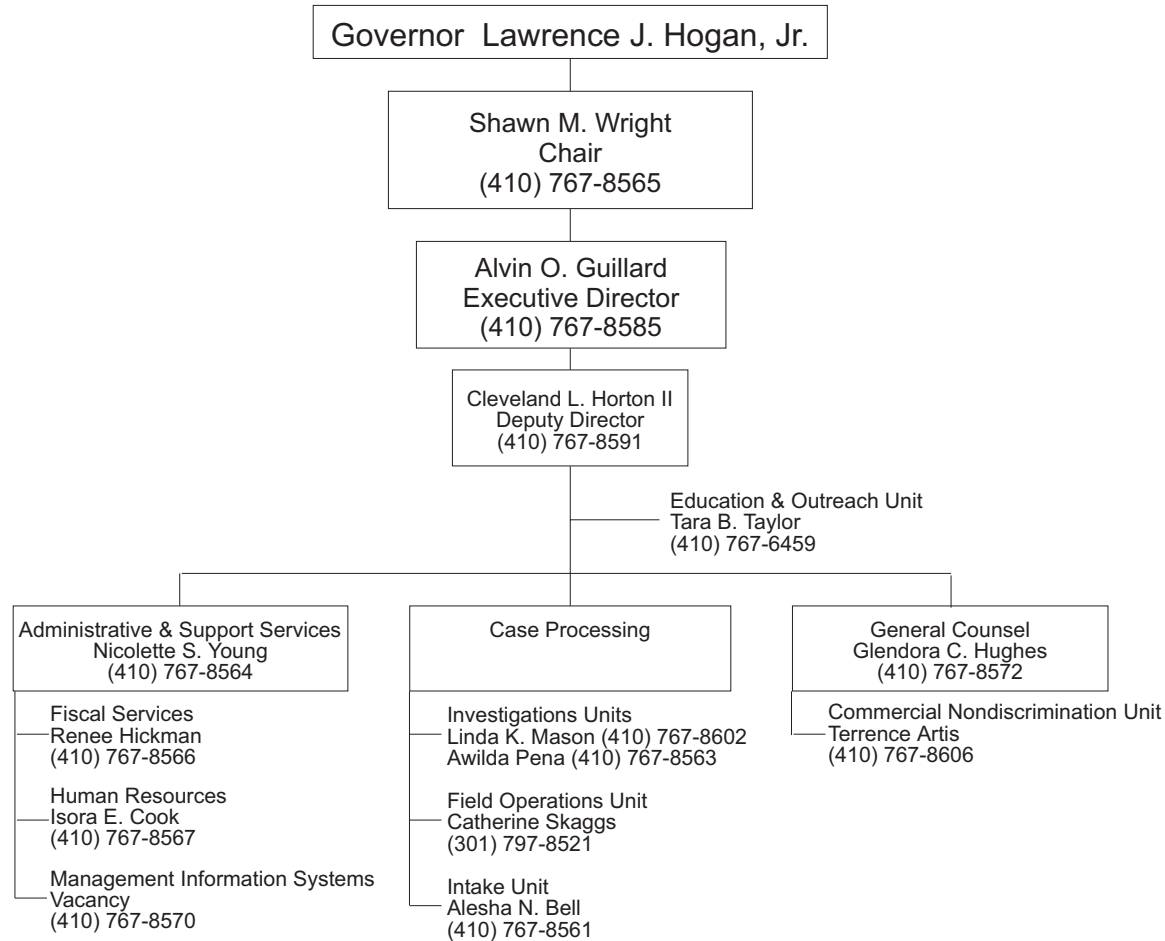 Governor  Lawrence J. Hogan, Jr.
Shawn M. Wright
Chair
(410) 767-8565
Alvin O. Guillard
Executive Director
(410) 767-8585
Cleveland L. Horton II
Deputy Director
(410) 767-8591
Education & Outreach Unit
Tara B. Taylor
(410) 767-6459
Administrative & Support Services
Nicolette S. Young
(410) 767-8564
Fiscal Services
Renee Hickman
(410) 767-8566
Human Resources
Isora E. Cook
(410) 767-8567
Management Information Systems
Vacancy
(410) 767-8570
Case Processing
Investigations Units
Linda K. Mason (410) 767-8602
Awilda Pena (410) 767-8563
Field Operations Unit
Catherine Skaggs
(301) 797-8521
Intake Unit
Alesha N. Bell
(410) 767-8561
General Counsel
Glendora C. Hughes
(410) 767-8572
Commercial Nondiscrimination Unit
Terrence Artis
(410) 767-8606